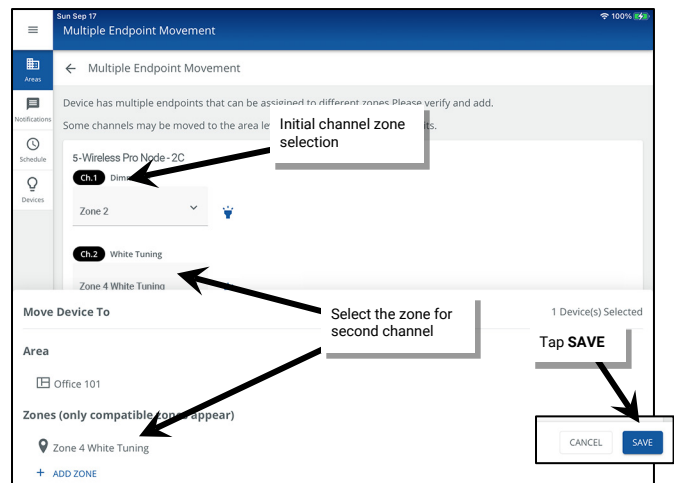 Sun Sep 17
100%
Multiple Endpoint Movement
Areas
← Multiple Endpoint Movement
Notifications
Device has multiple endpoints that can be assigined to different zones Please verify and add.
Some channels may be moved to the area
Initial channel zone
selection
Schedule
5-Wireless Pro Node - 2C
Ch.1
Devices
Zone 2
Ch.2 White Tuning
Zone 4 White Tuning
Move Device To
1 Device(s) Selected
Select the zone for
second channel
Tap SAVE
Area
Office 101
Zones (only compatible zones appear)
Zone 4 White Tuning
+ ADD ZONE
CANCEL
SAVE